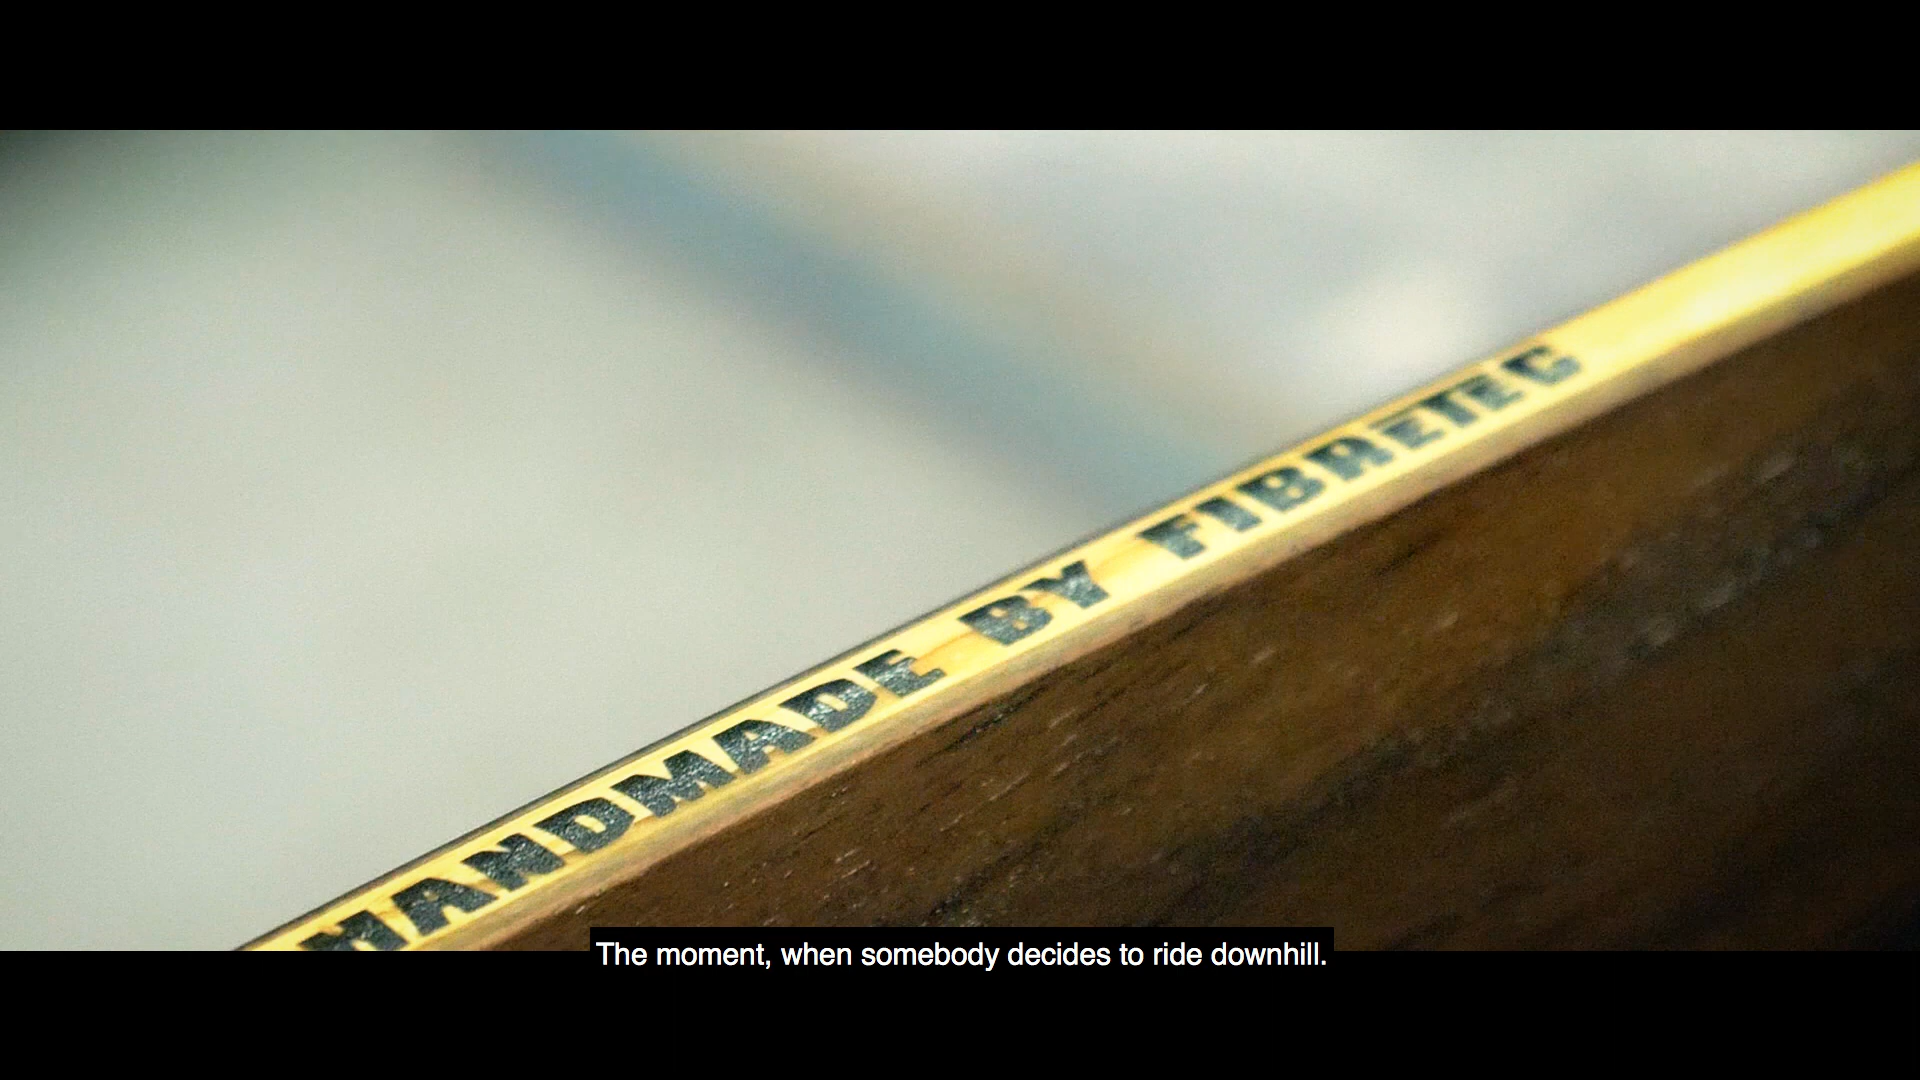 HANDMADE BY FIBRETEC
The moment, when somebody decides to ride downhill.